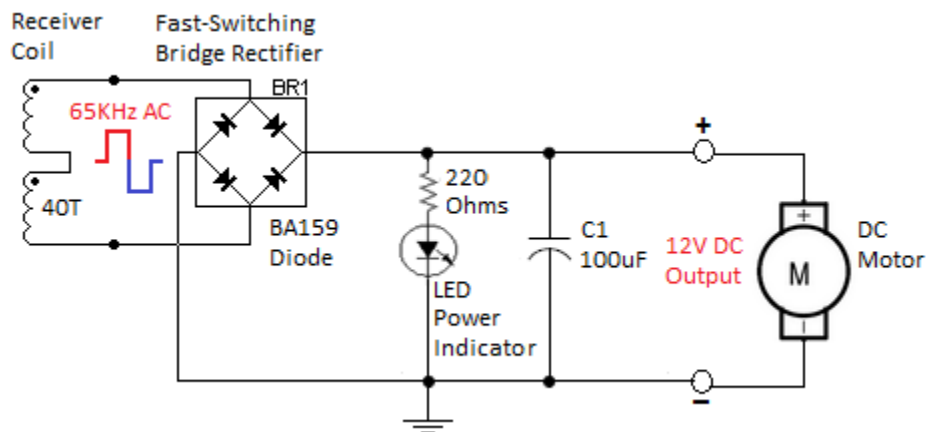 Receiver
Coil
Fast-Switching
Bridge Rectifier
BR1
65KHz AC
40T
BA159
Diode
220
Ohms
LED
Power
Indicator
C1
100uF
+
12V DC
Output
−
+
M
−
DC
Motor